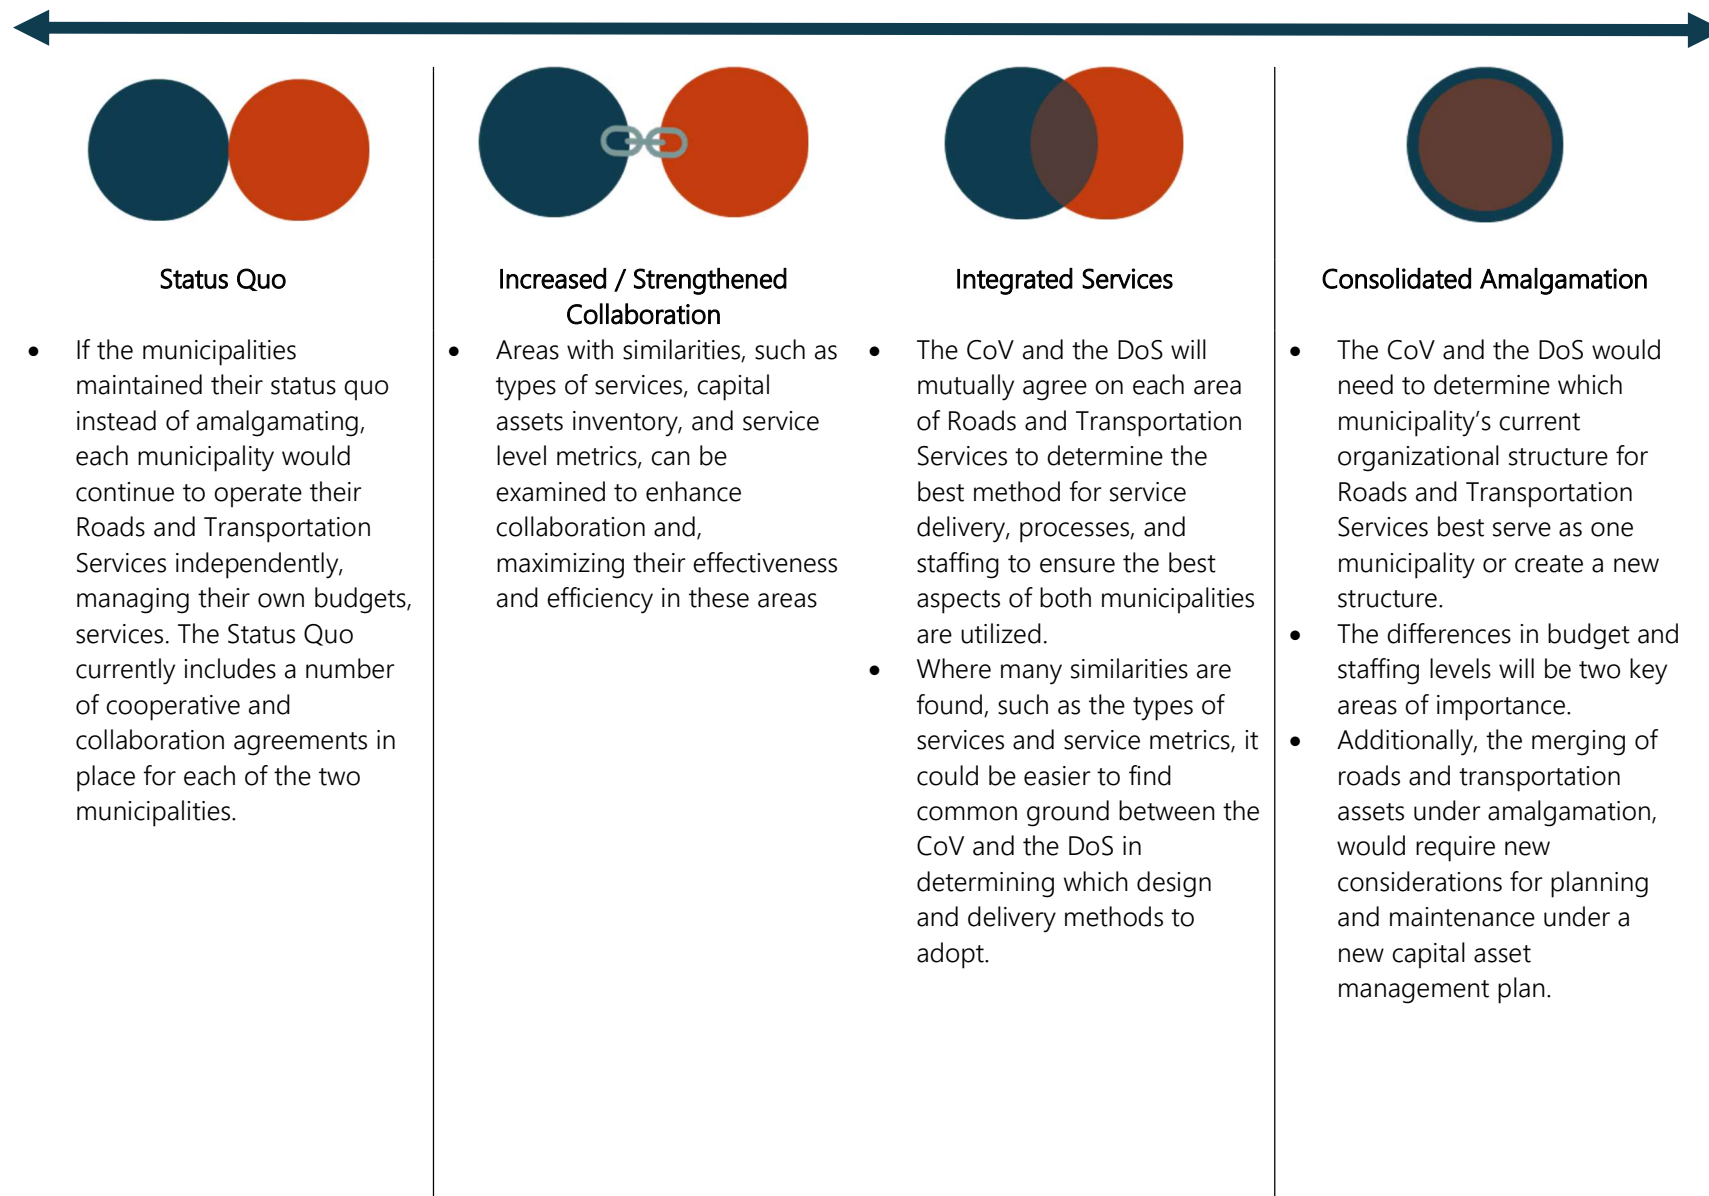 Status Quo
• If the municipalities
maintained their status quo
instead of amalgamating,
each municipality would
continue to operate their
Roads and Transportation
Services independently,
managing their own budgets,
services. The Status Quo
currently includes a number
of cooperative and
collaboration agreements in
place for each of the two
municipalities.
Increased / Strengthened
Collaboration
• Areas with similarities, such as
types of services, capital
assets inventory, and service
level metrics, can be
examined to enhance
collaboration and,
maximizing their effectiveness
and efficiency in these areas
Integrated Services
• The CoV and the DoS will
mutually agree on each area
of Roads and Transportation
Services to determine the
best method for service
delivery, processes, and
staffing to ensure the best
aspects of both municipalities
are utilized.
• Where many similarities are
found, such as the types of
services and service metrics, it
could be easier to find
common ground between the
CoV and the DoS in
determining which design
and delivery methods to
adopt.
Consolidated Amalgamation
• The CoV and the DoS would
need to determine which
municipality’s current
organizational structure for
Roads and Transportation
Services best serve as one
municipality or create a new
structure.
• The differences in budget and
staffing levels will be two key
areas of importance.
• Additionally, the merging of
roads and transportation
assets under amalgamation,
would require new
considerations for planning
and maintenance under a
new capital asset
management plan.